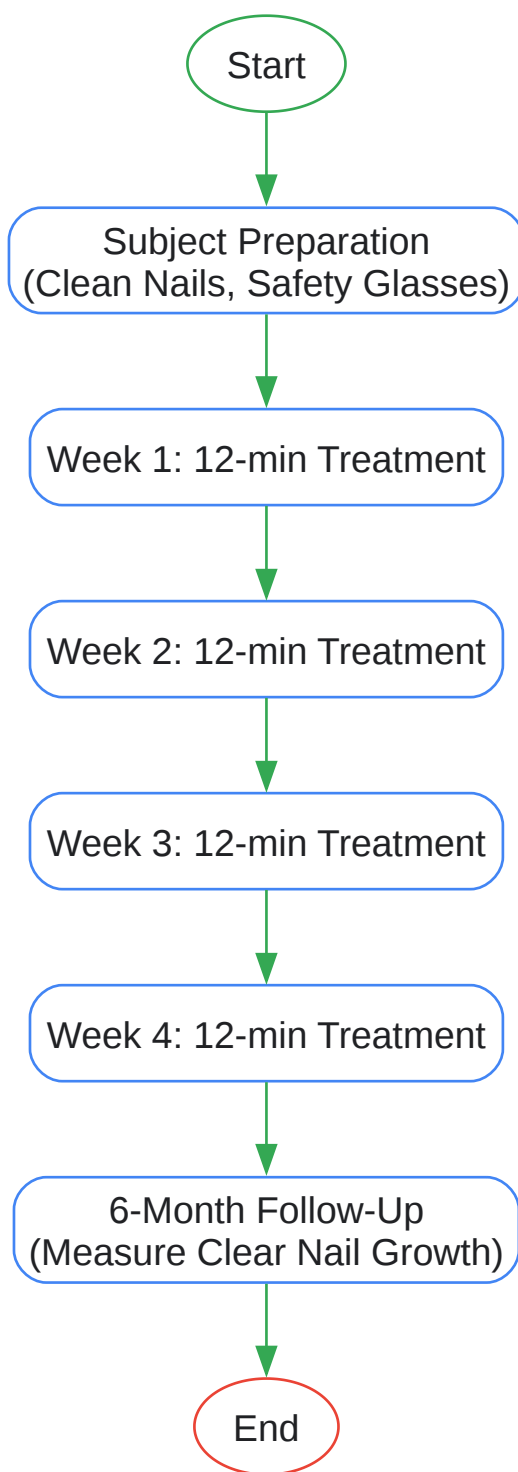 Start
Subject Preparation
(Clean Nails, Safety Glasses)
Week 1: 12-min Treatment
Week 2: 12-min Treatment
Week 3: 12-min Treatment
Week 4: 12-min Treatment
6-Month Follow-Up
(Measure Clear Nail Growth)
End